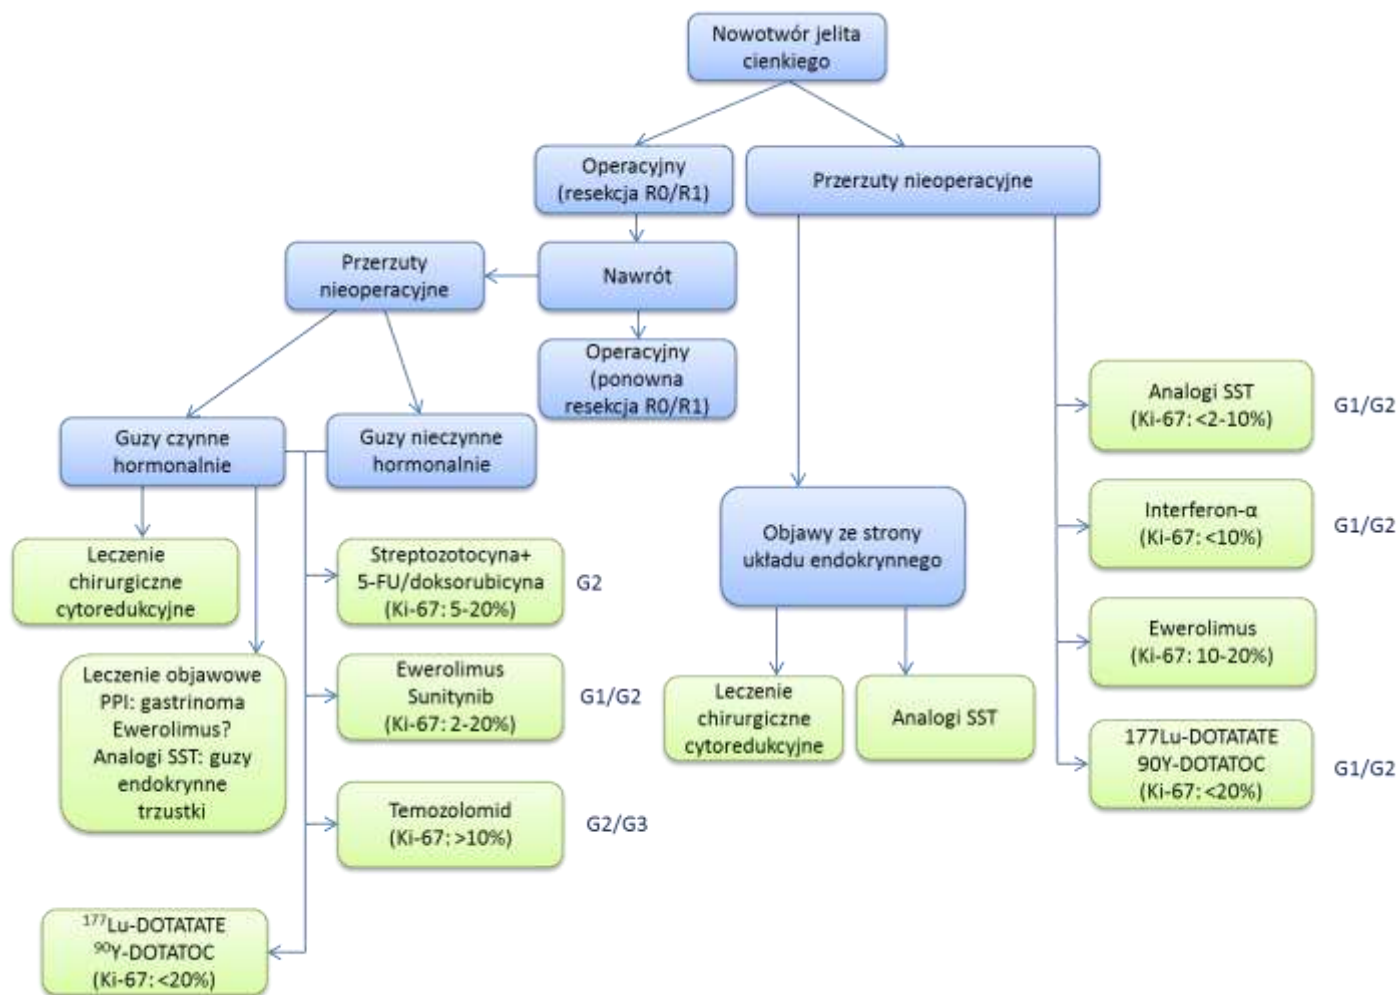 Nowotwór jelita
cienkiego
Operacyjny
(resekcja R0/R1)
Przerzuty nieoperacyjne
Przerzuty
nieoperacyjne
Nawrót
Operacyjny
(ponowna
resekcja R0/R1)
Guzy czynne
hormonalnie
Guzy nieczynne
hormonalnie
Analogi SST
(Ki-67: <2-10%)
G1/G2
Objawy ze strony
układu endokrynnego
Interferon-α
(Ki-67: <10%)
G1/G2
Leczenie
chirurgiczne
cytoredukcyjne
Streptozotocyna+
5-FU/doksorubicyna
(Ki-67: 5-20%)
G2
Ewerolimus
(Ki-67: 10-20%)
Leczenie objawowe
PPI: gastrinoma
Ewerolimus?
Analogi SST: guzy
endokrynne
trzustki
Ewerolimus
Sunitynib
(Ki-67: 2-20%)
G1/G2
Leczenie
chirurgiczne
cytoredukcyjne
Analogi SST
177Lu-DOTATATE
90Y-DOTATOC
(Ki-67: <20%)
G1/G2
Temozolomid
(Ki-67: >10%)
G2/G3
¹⁷⁷Lu-DOTATATE
⁹⁰Y-DOTATOC
(Ki-67: <20%)